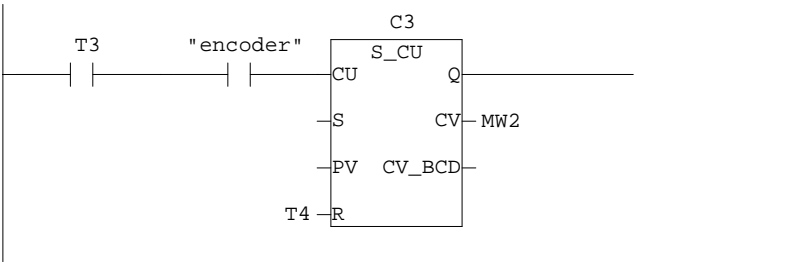 C3
T3 "encoder" S_CU
CU Q
S CV MW2
PV CV_BCD
T4 R